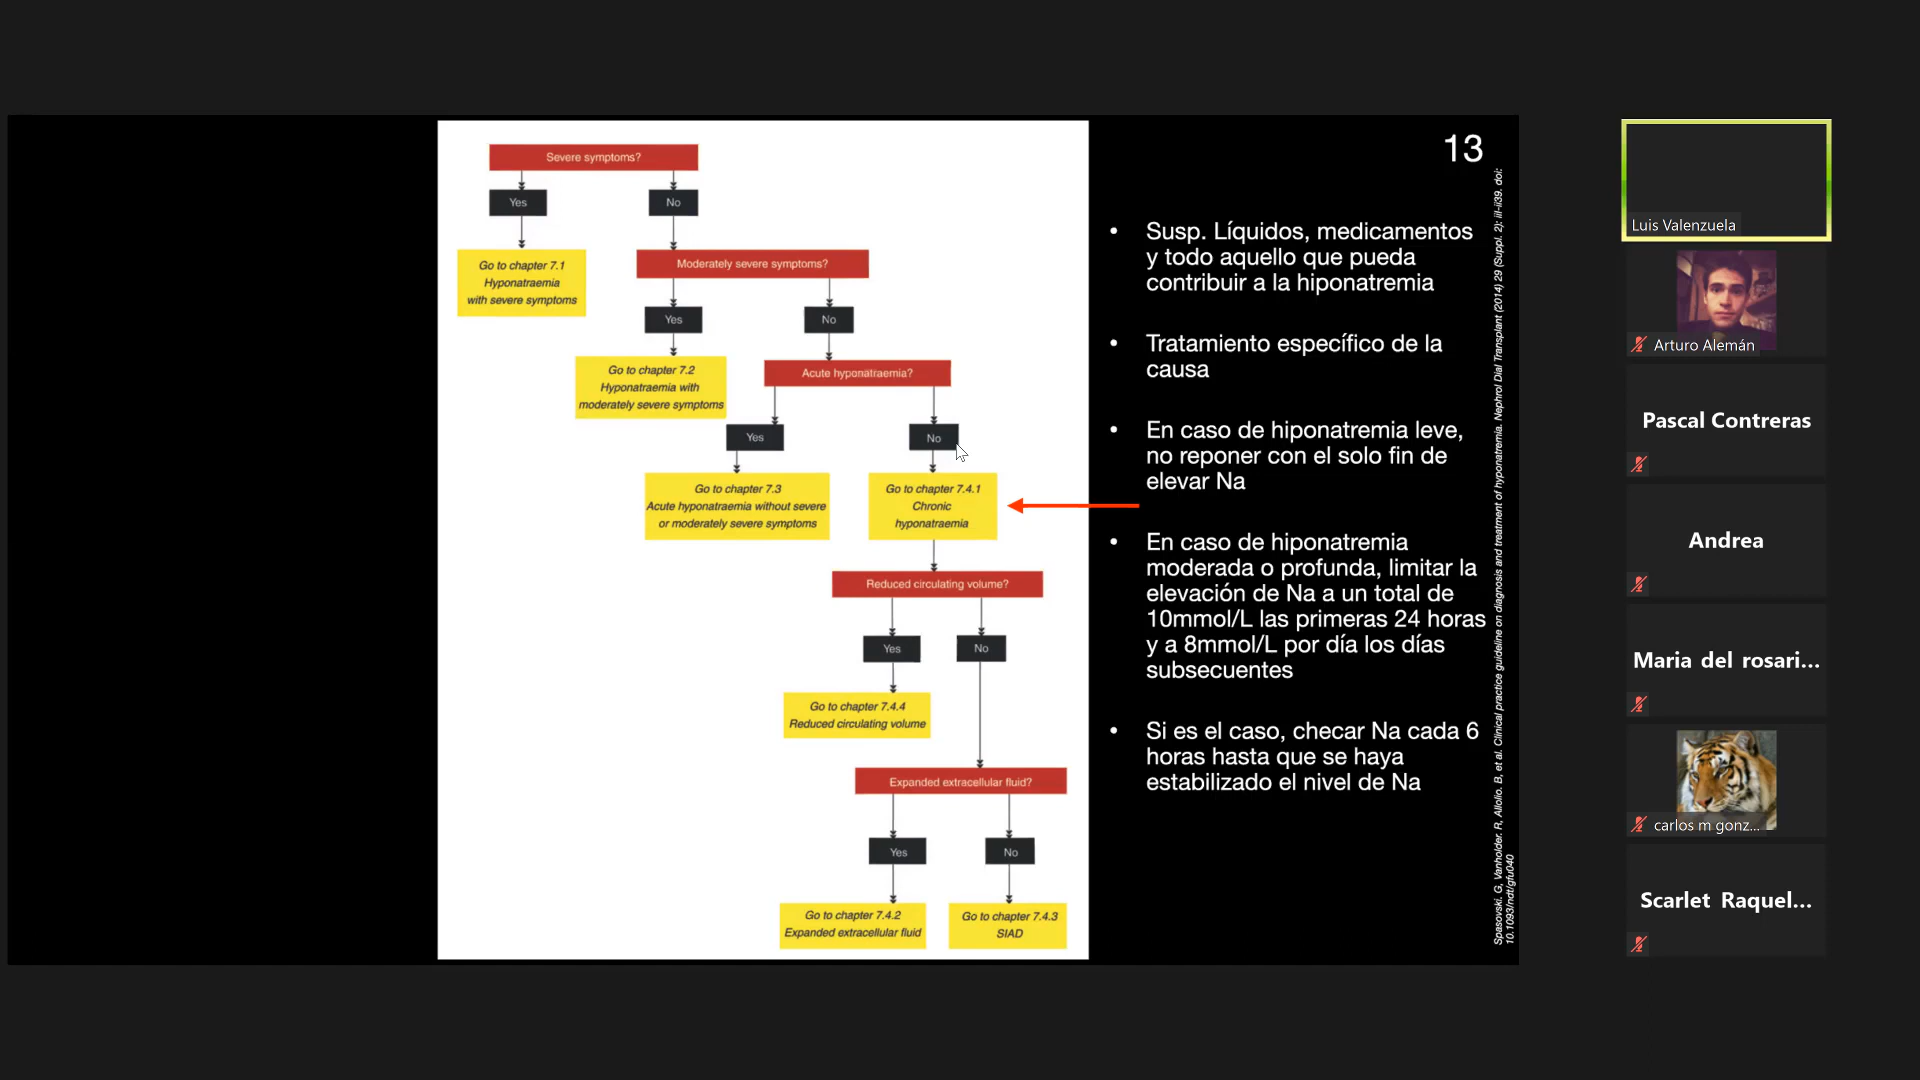 Severe symptoms?
Yes
No
Go to chapter 7.1
Hyponatraemia
with severe symptoms
Moderately severe symptoms?
Yes
No
Go to chapter 7.2
Hyponatraemia with
moderately severe symptoms
Acute hyponatraemia?
Yes
No
Go to chapter 7.3
Acute hyponatraemia without severe
or moderately severe symptoms
Go to chapter 7.4.1
Chronic
hyponatraemia
Reduced circulating volume?
Yes
No
Go to chapter 7.4.4
Reduced circulating volume
Expanded extracellular fluid?
Yes
No
Go to chapter 7.4.2
Expanded extracellular fluid
Go to chapter 7.4.3
SIAD
13
• Susp. Líquidos, medicamentos
y todo aquello que pueda
contribuir a la hiponatremia
• Tratamiento específico de la
causa
• En caso de hiponatremia leve,
no reponer con el solo fin de
elevar Na
• En caso de hiponatremia
moderada o profunda, limitar la
elevación de Na a un total de
10mmol/L las primeras 24 horas
y a 8mmol/L por día los días
subsecuentes
• Si es el caso, checar Na cada 6
horas hasta que se haya
estabilizado el nivel de Na
Spasovski. G, Vanholder. R, Allolio. B, et al. Clinical practice guideline on diagnosis and treatment of hyponatremia. Nephrol Dial Transplant (2014) 29 (Suppl. 2): ii1-ii39. doi:
10.1093/ndt/gfu040
Luis Valenzuela
Arturo Alemán
Pascal Contreras
Andrea
Maria del rosari...
carlos m gonz...
Scarlet Raquel...